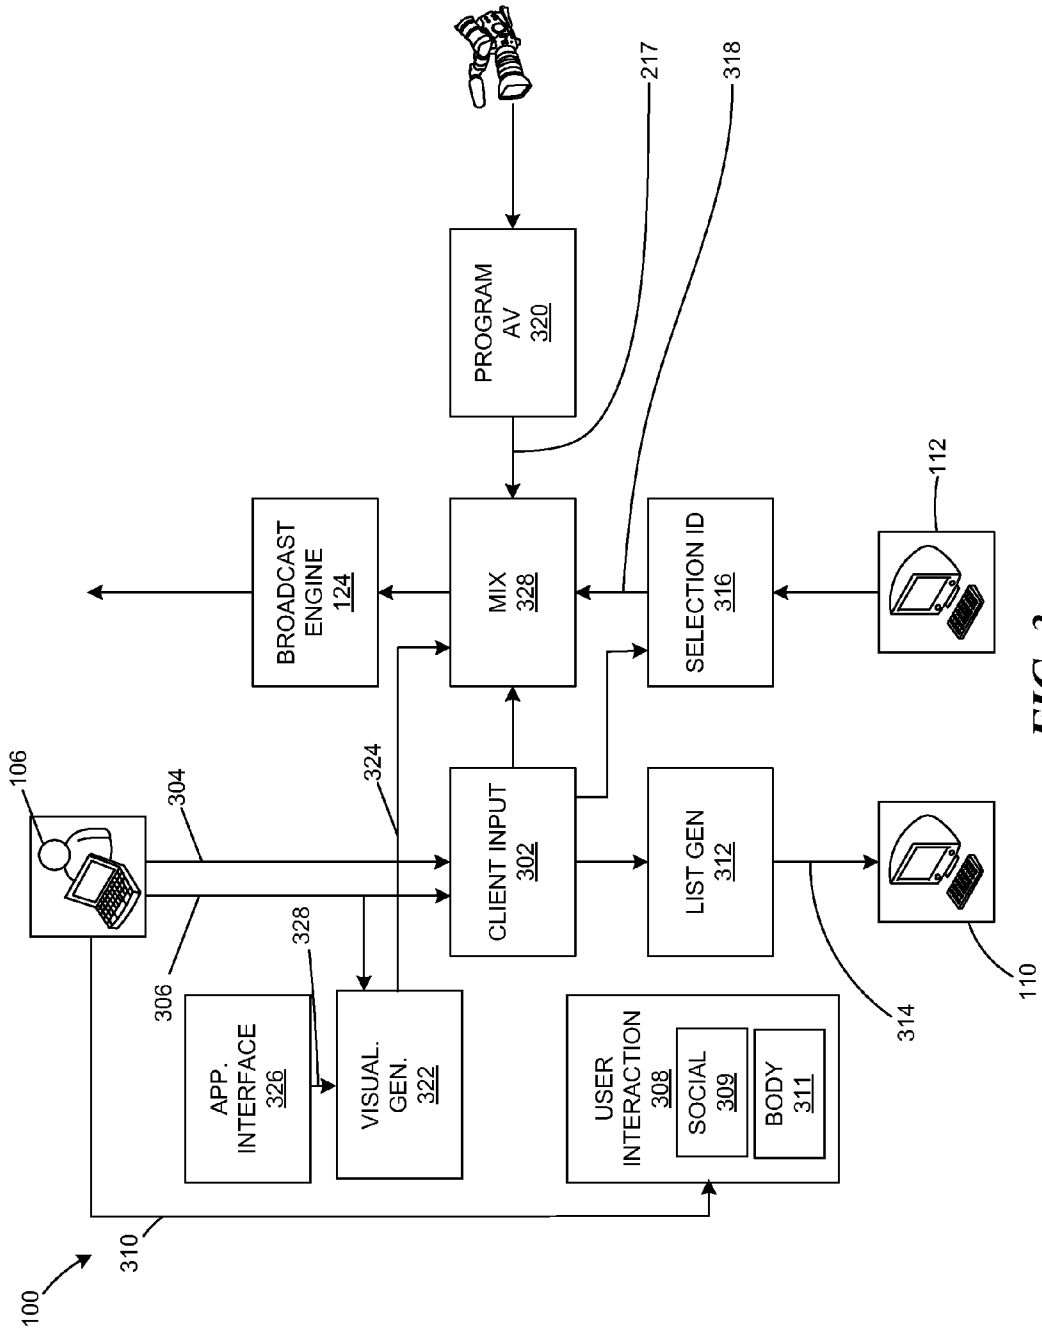 100
106
310
306
304
APP.
INTERFACE
326
328
BROADCAST
ENGINE
124
VISUAL.
GEN.
322
324
CLIENT INPUT
302
MIX
328
PROGRAM
AV
320
USER
INTERACTION
308
SOCIAL
309
BODY
311
LIST GEN
312
SELECTION ID
316
217
318
314
110
112
FIG.